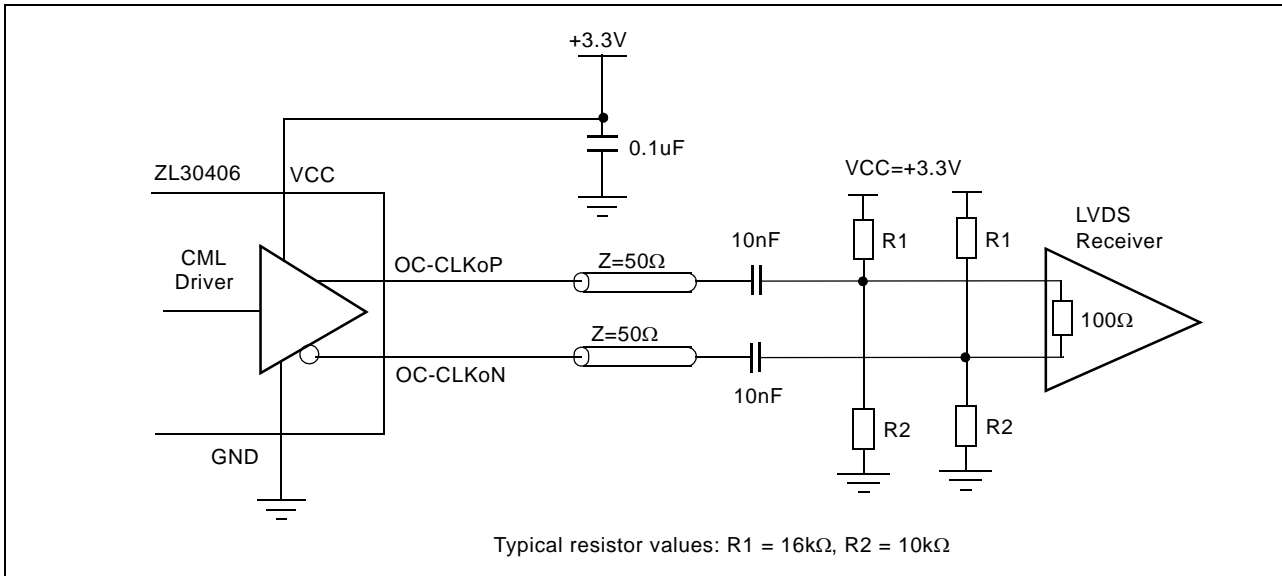 +3.3V
0.1uF
ZL30406
VCC
VCC=+3.3V
LVDS
Receiver
CML
Driver
OC-CLKoP
Z=50Ω
10nF
R1
R1
100Ω
Z=50Ω
OC-CLKoN
10nF
R2
R2
GND
Typical resistor values: R1 = 16kΩ, R2 = 10kΩ